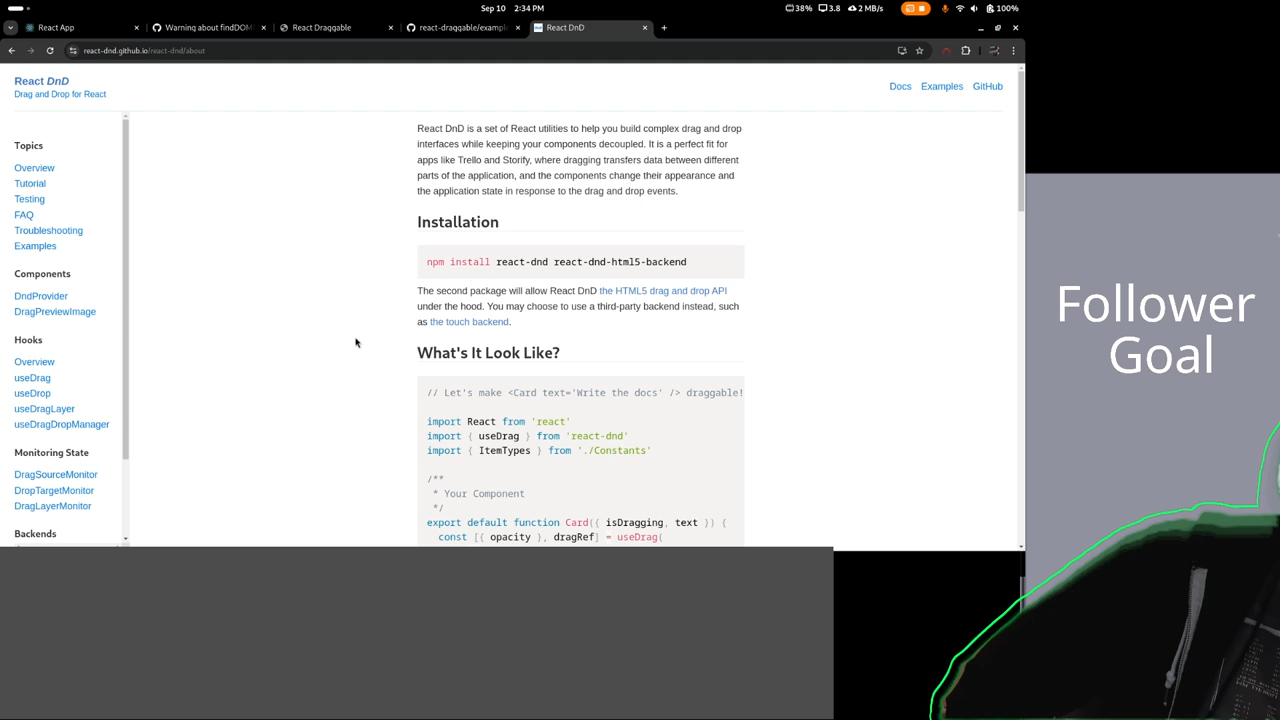 Sep 10 2:34 PM
38% 3.8 2 MB/s 100%
React App
Warning about findDOM
React Draggable
react-draggable/example
React DnD
react-dnd.github.io/react-dnd/about
React DnD
Drag and Drop for React
Docs Examples GitHub
Topics
Overview
Tutorial
Testing
FAQ
Troubleshooting
Examples
Components
DndProvider
DragPreviewImage
Hooks
Overview
useDrag
useDrop
useDragLayer
useDragDropManager
Monitoring State
DragSourceMonitor
DropTargetMonitor
DragLayerMonitor
Backends
React DnD is a set of React utilities to help you build complex drag and drop
interfaces while keeping your components decoupled. It is a perfect fit for
apps like Trello and Storify, where dragging transfers data between different
parts of the application, and the components change their appearance and
the application state in response to the drag and drop events.
Installation
npm install react-dnd react-dnd-html5-backend
The second package will allow React DnD the HTML5 drag and drop API
under the hood. You may choose to use a third-party backend instead, such
as the touch backend.
What's It Look Like?
// Let's make <Card text='Write the docs' /> draggable!
import React from 'react'
import { useDrag } from 'react-dnd'
import { ItemTypes } from './Constants'
/**
* Your Component
*/
export default function Card({ isDragging, text }) {
const [{ opacity }, dragRef] = useDrag(
Follower
Goal